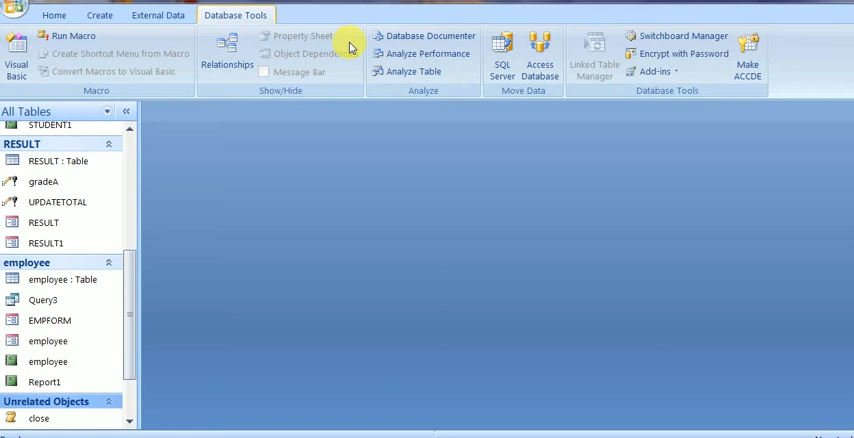 Home Create External Data Database Tools
Run Macro Property Sheet Database Documenter Switchboard Manager
Create Shortcut Menu from Macro Object Dependencies Analyze Performance Encrypt with Password
Visual Basic Convert Macros to Visual Basic Relationships Message Bar Analyze Table SQL Server Access Database Linked Table Manager Add-ins Make ACCDE
Macro Show/Hide Analyze Move Data Database Tools
All Tables
STUDENT1
RESULT
RESULT : Table
gradeA
UPDATETOTAL
RESULT
RESULT1
employee
employee : Table
Query3
EMPFORM
employee
employee
Report1
Unrelated Objects
close